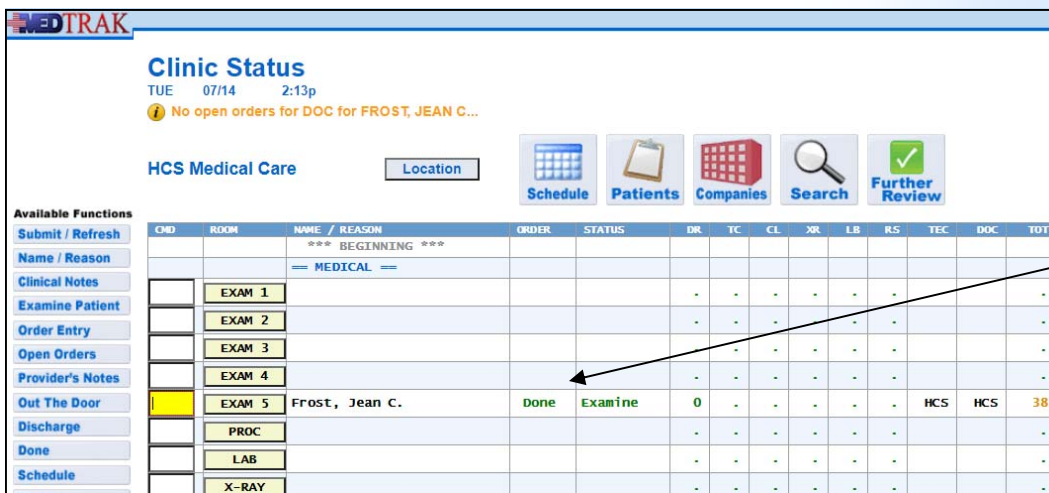 MEDTRAK
Clinic Status
TUE 07/14 2:13p
i No open orders for DOC for FROST, JEAN C...
HCS Medical Care Location
Schedule Patients Companies Search Further Review
Available Functions
Submit / Refresh
Name / Reason
Clinical Notes
Examine Patient
Order Entry
Open Orders
Provider's Notes
Out The Door
Discharge
Done
Schedule
CMD ROOM NAME / REASON ORDER STATUS DR TC CL XR LB RS TEC DOC TOT
*** BEGINNING ***
== MEDICAL ==
EXAM 1 . . . . . . .
EXAM 2 . . . . . . .
EXAM 3 . . . . . . .
EXAM 4 . . . . . . .
EXAM 5 Frost, Jean C. Done Examine 0 . . . . . HCS HCS 38
PROC . . . . . . .
LAB . . . . . . .
X-RAY . . . . . . .